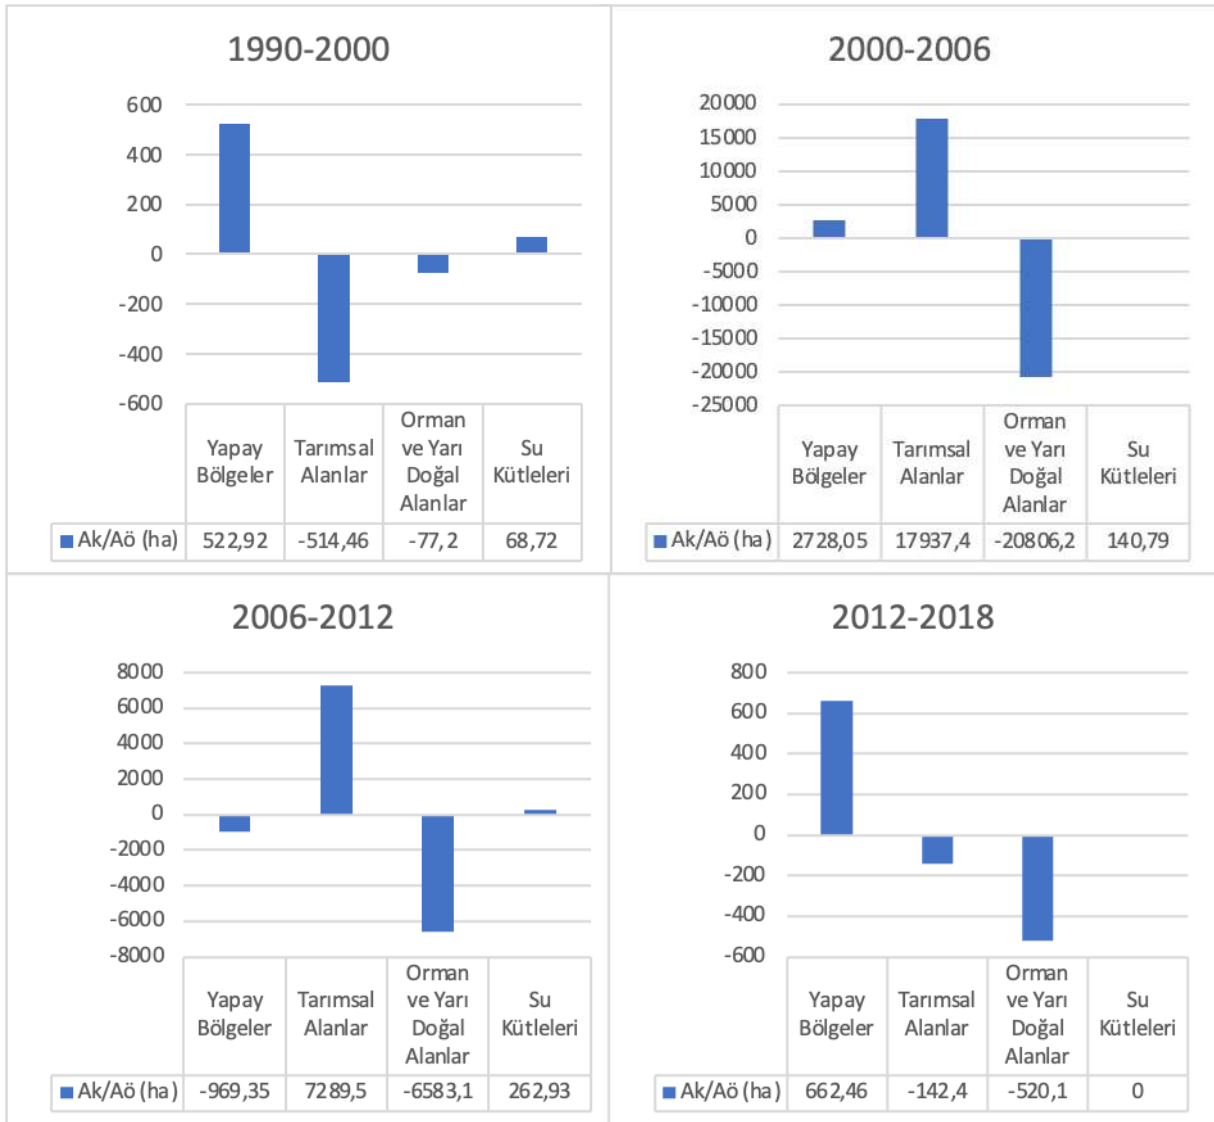 1990-2000
600
400
200
0
-200
-400
-600
Yapay Bölgeler
Tarımsal Alanlar
Orman ve Yarı Doğal Alanlar
Su Kütleleri
Ak/Aö (ha) 522,92 -514,46 -77,2 68,72
2000-2006
20000
15000
10000
5000
0
-5000
-10000
-15000
-20000
-25000
Yapay Bölgeler
Tarımsal Alanlar
Orman ve Yarı Doğal Alanlar
Su Kütleleri
Ak/Aö (ha) 2728,05 17937,4 -20806,2 140,79
2006-2012
8000
6000
4000
2000
0
-2000
-4000
-6000
-8000
Yapay Bölgeler
Tarımsal Alanlar
Orman ve Yarı Doğal Alanlar
Su Kütleleri
Ak/Aö (ha) -969,35 7289,5 -6583,1 262,93
2012-2018
800
600
400
200
0
-200
-400
-600
Yapay Bölgeler
Tarımsal Alanlar
Orman ve Yarı Doğal Alanlar
Su Kütleleri
Ak/Aö (ha) 662,46 -142,4 -520,1 0